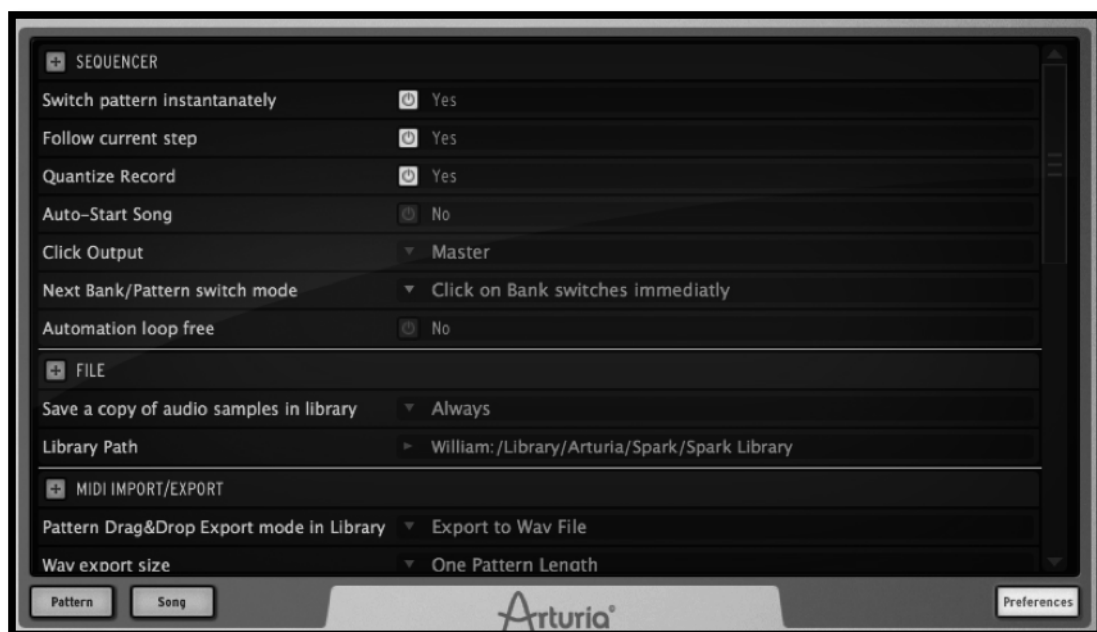 SEQUENCER
Switch pattern instantanately Yes
Follow current step Yes
Quantize Record Yes
Auto-Start Song No
Click Output Master
Next Bank/Pattern switch mode Click on Bank switches immediatly
Automation loop free No
FILE
Save a copy of audio samples in library Always
Library Path William:/Library/Arturia/Spark/Spark Library
MIDI IMPORT/EXPORT
Pattern Drag&Drop Export mode in Library Export to Wav File
Wav export size One Pattern Length
Pattern Song Arturia® Preferences